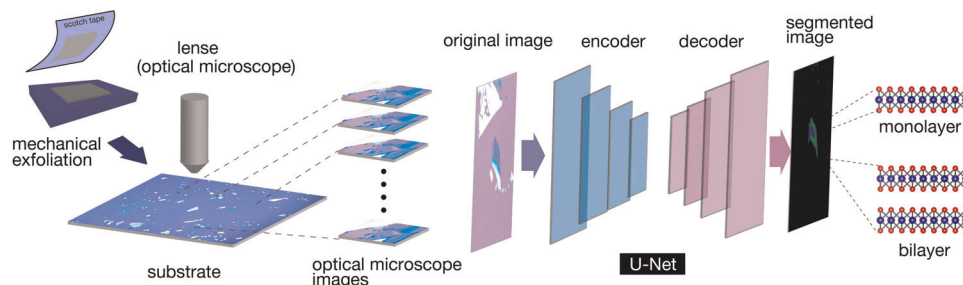 scotch tape
lense
(optical microscope)
mechanical
exfoliation
substrate
optical microscope
images
original image
encoder
decoder
segmented
image
U-Net
monolayer
bilayer